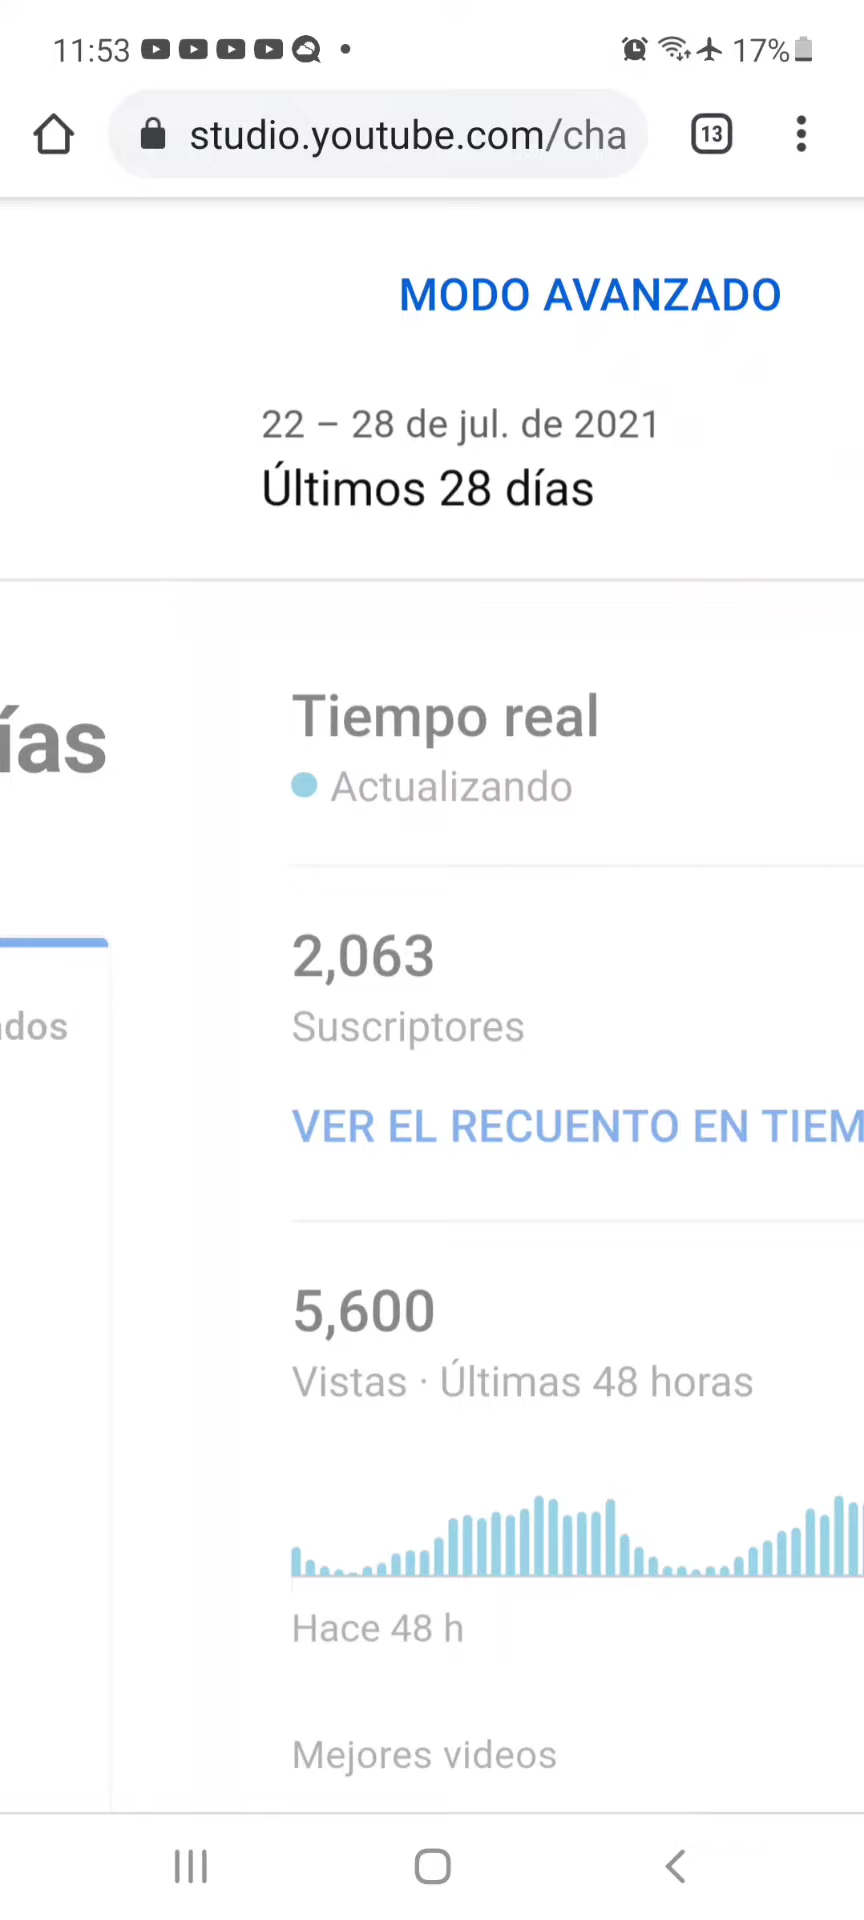 11:53
17%
studio.youtube.com/cha
13
MODO AVANZADO
22 – 28 de jul. de 2021
Últimos 28 días
ías
Tiempo real
Actualizando
2,063
dos
Suscriptores
VER EL RECUENTO EN TIEM
5,600
Vistas · Últimas 48 horas
Hace 48 h
Mejores videos